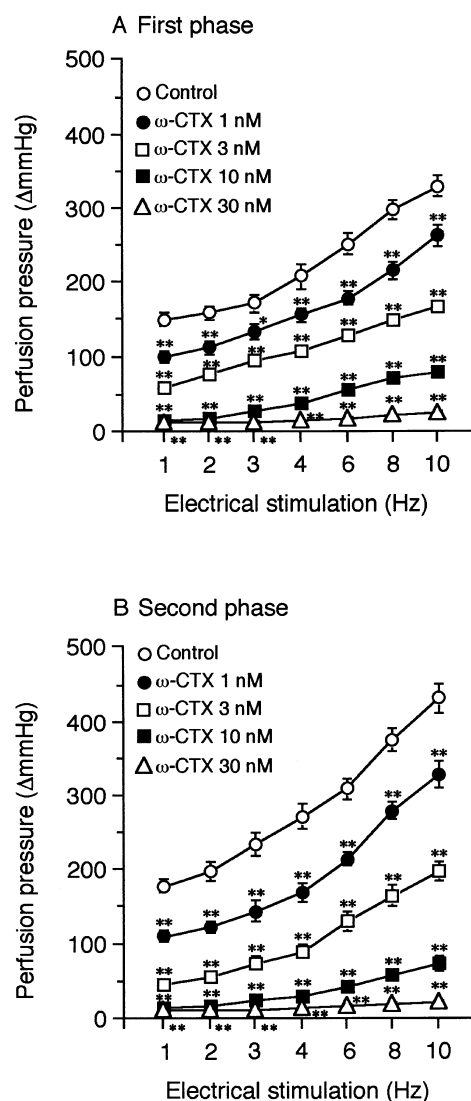 A First phase
500
400
300
200
100
0
Perfusion pressure (ΔmmHg)
Control
ω-CTX 1 nM
ω-CTX 3 nM
ω-CTX 10 nM
ω-CTX 30 nM
** ** * ** ** ** **
** ** ** ** ** ** **
** ** ** ** ** ** **
** ** ** ** ** ** **
1 2 3 4 6 8 10
Electrical stimulation (Hz)
B Second phase
500
400
300
200
100
0
Perfusion pressure (ΔmmHg)
Control
ω-CTX 1 nM
ω-CTX 3 nM
ω-CTX 10 nM
ω-CTX 30 nM
** ** ** ** ** ** **
** ** ** ** ** ** **
** ** ** ** ** ** **
** ** ** ** ** ** **
1 2 3 4 6 8 10
Electrical stimulation (Hz)